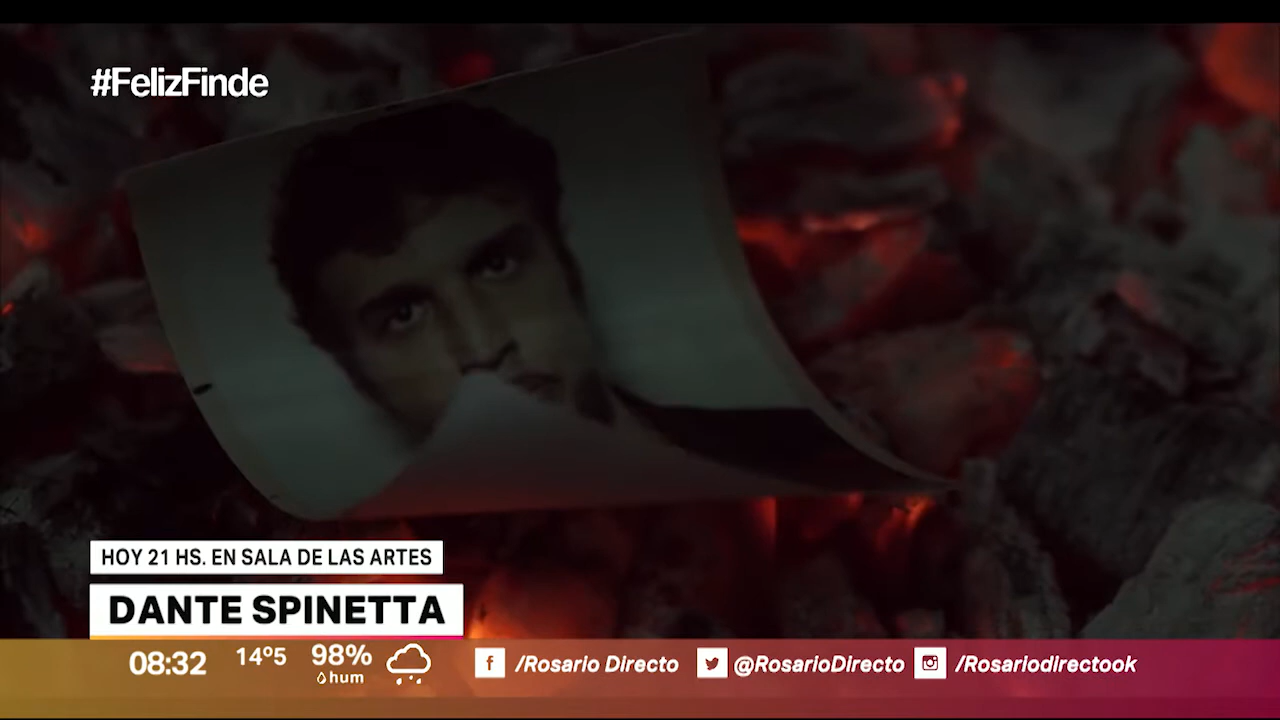 #FelizFinde
HOY 21 HS. EN SALA DE LAS ARTES
DANTE SPINETTA
08:32
14º5
98%
hum
/Rosario Directo
@RosarioDirecto
/Rosariodirectook